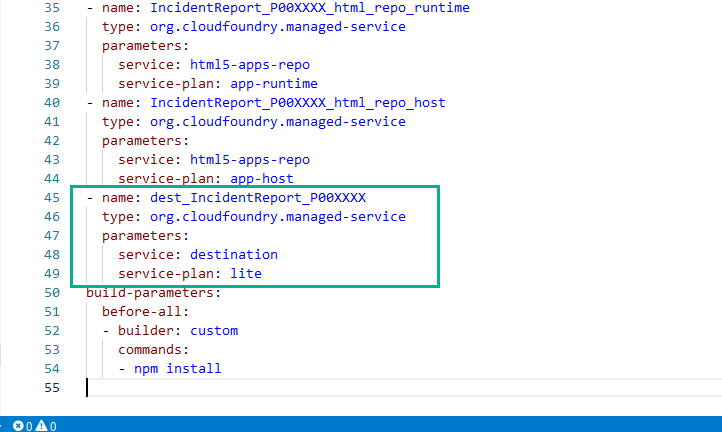 35 - name: IncidentReport_P00XXXX_html_repo_runtime
36 type: org.cloudfoundry.managed-service
37 parameters:
38 service: html5-apps-repo
39 service-plan: app-runtime
40 - name: IncidentReport_P00XXXX_html_repo_host
41 type: org.cloudfoundry.managed-service
42 parameters:
43 service: html5-apps-repo
44 service-plan: app-host
45 - name: dest_IncidentReport_P00XXXX
46 type: org.cloudfoundry.managed-service
47 parameters:
48 service: destination
49 service-plan: lite
50 build-parameters:
51 before-all:
52 - builder: custom
53 commands:
54 - npm install
55
0 0